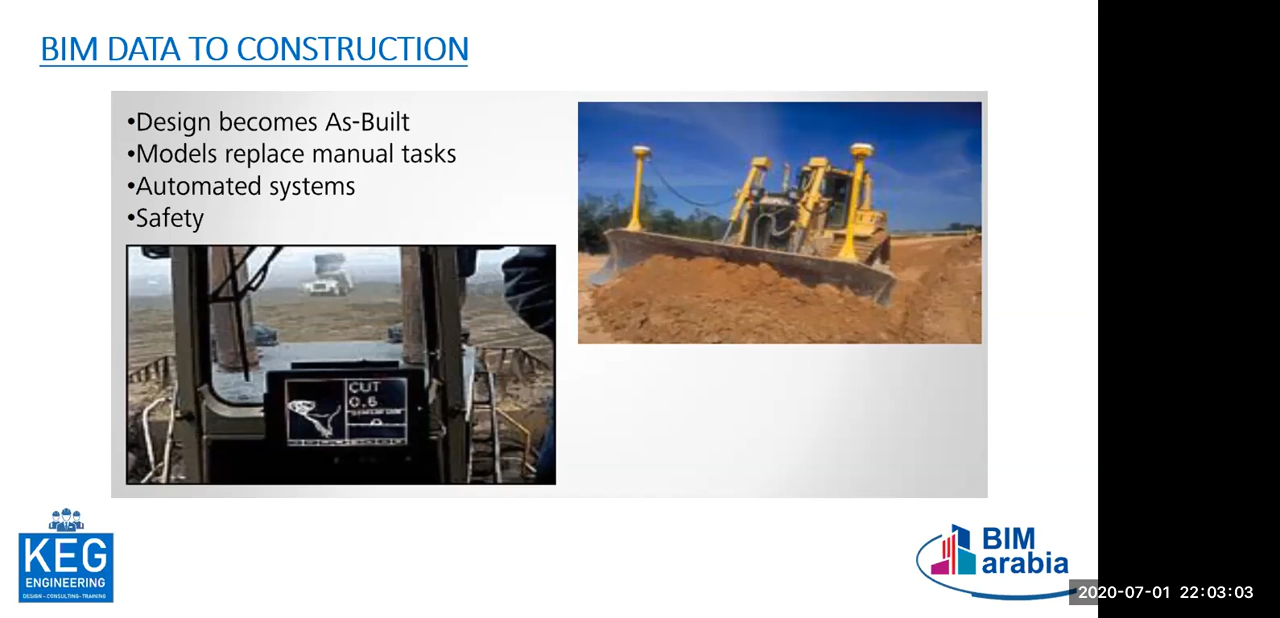 BIM DATA TO CONSTRUCTION
•Design becomes As-Built
•Models replace manual tasks
•Automated systems
•Safety
CUT
0.6
KEG
ENGINEERING
DESIGN – CONSULTING– TRAINING
BIM
arabia
2020-07-01 22:03:03